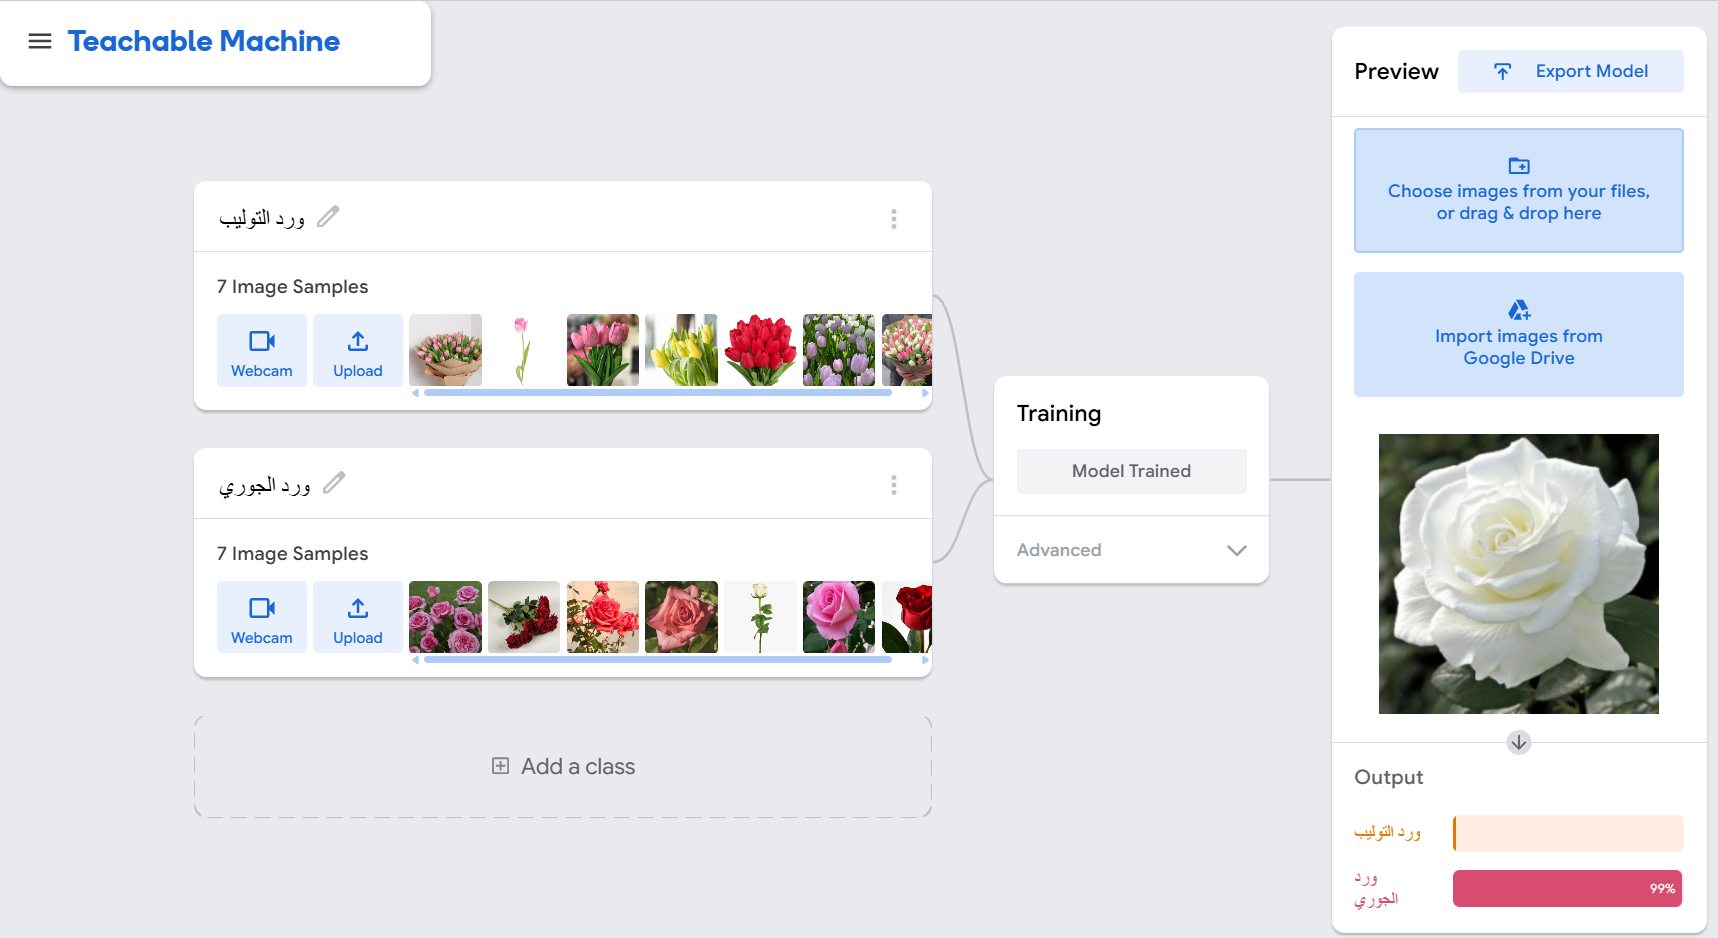 Teachable Machine
ورد التوليب
7 Image Samples
Webcam
Upload
ورد الجوري
7 Image Samples
Webcam
Upload
Add a class
Training
Model Trained
Advanced
Preview
Export Model
Choose images from your files,
or drag & drop here
Import images from
Google Drive
Output
ورد التوليب
ورد
الجوري
99%